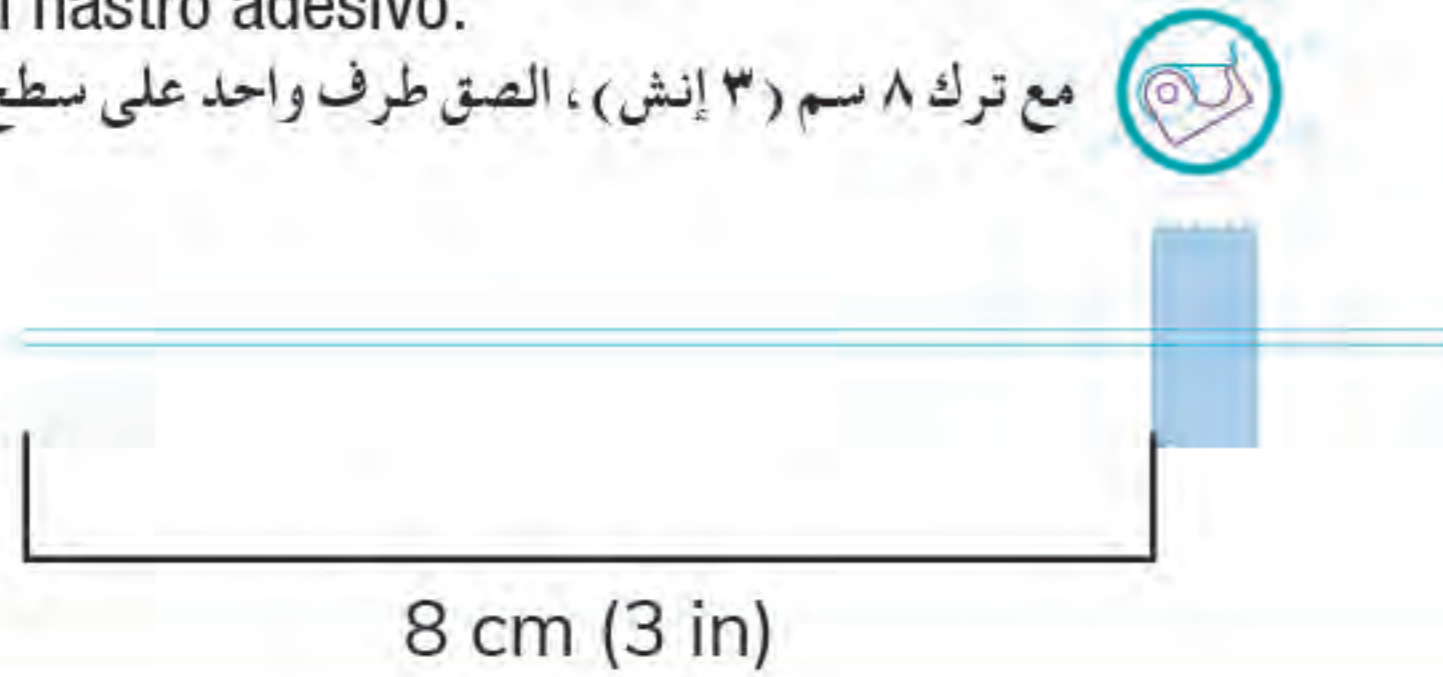 nastro adesivo.
مع ترك ٨ سم (٣ إنش)، الصق طرف واحد على سطح
8 cm (3 in)